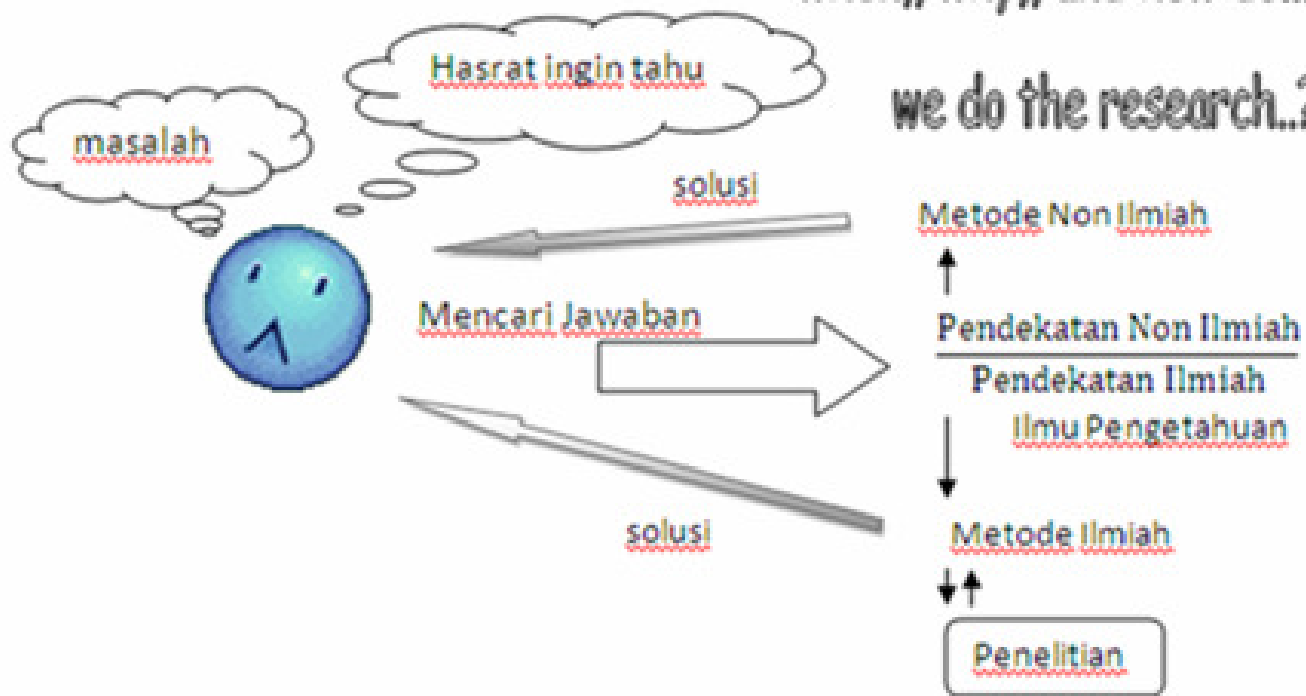 we do the research..?
Hasrat ingin tahu
masalah
solusi
Metode Non Ilmiah
Mencari Jawaban
Pendekatan Non Ilmiah
Pendekatan Ilmiah
Ilmu Pengetahuan
solusi
Metode Ilmiah
Penelitian